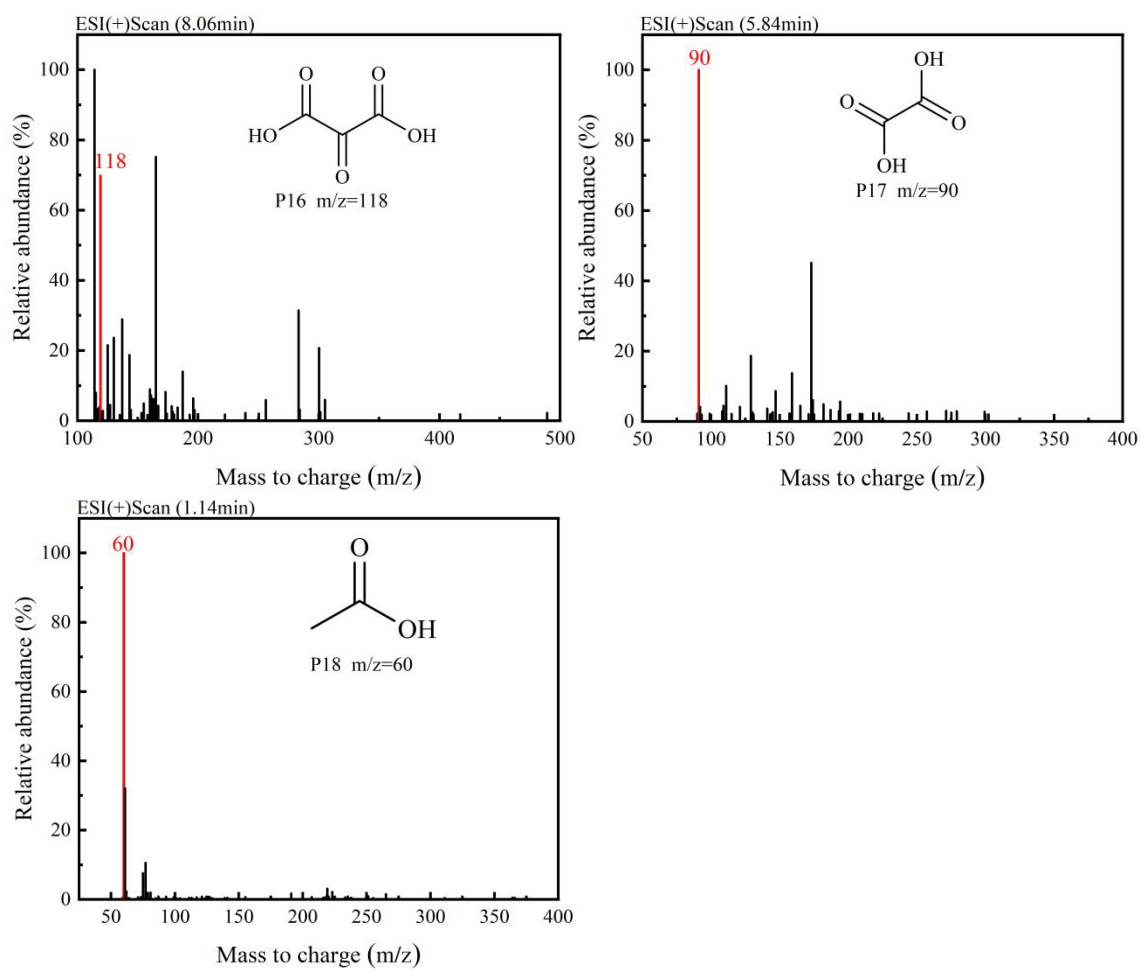 ESI(+)Scan (8.06min)
Relative abundance (%)
100
80
60
40
20
0
118
O
O
HO
OH
O
P16 m/z=118
100
200
300
400
500
Mass to charge (m/z)
ESI(+)Scan (5.84min)
Relative abundance (%)
100
80
60
40
20
0
90
OH
O
O
OH
P17 m/z=90
50
100
150
200
250
300
350
400
Mass to charge (m/z)
ESI(+)Scan (1.14min)
Relative abundance (%)
100
80
60
40
20
0
60
O
OH
P18 m/z=60
50
100
150
200
250
300
350
400
Mass to charge (m/z)